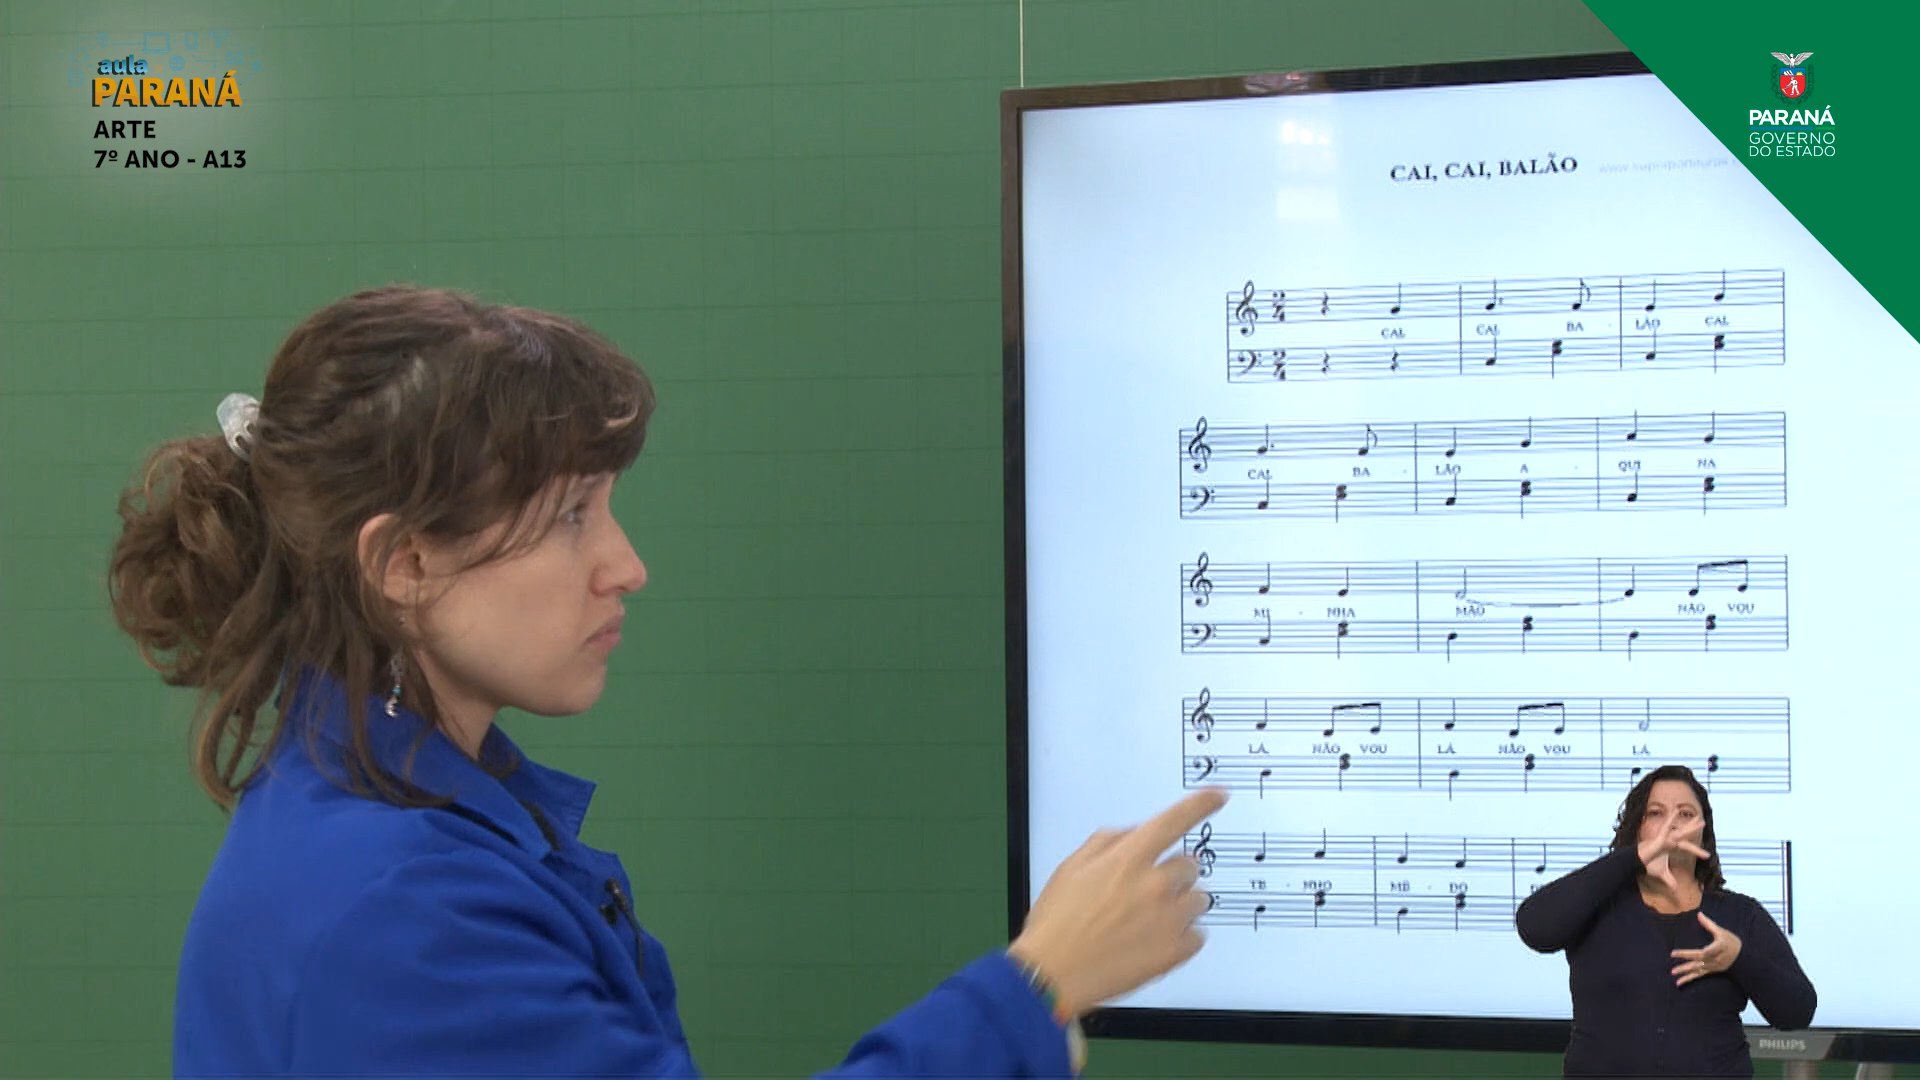 aula
PARANÁ
ARTE
7º ANO - A13
PARANÁ
GOVERNO
DO ESTADO
CAI, CAI, BALÃO
CAI, CAI, BA - LÃO CAI,
CAI, BA - LÃO A - QUI NA
MI - NHA MÃO NÃO VOU
LÁ NÃO VOU LÁ NÃO VOU LÁ
TE - NHO ME - DO
PHILIPS